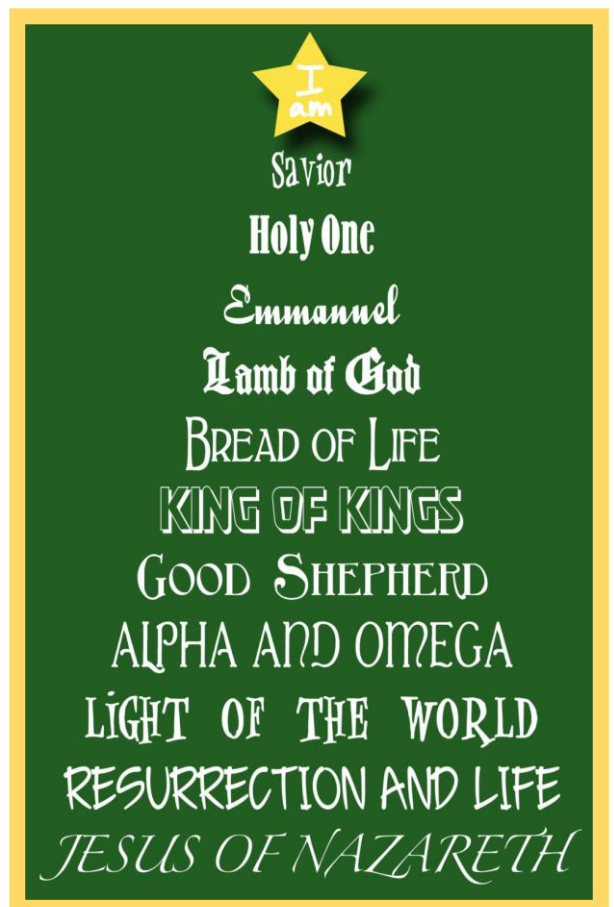 I
am
Savior
Holy One
Emmanuel
Lamb of God
Bread of Life
KING OF KINGS
Good Shepherd
ALPHA AND OMEGA
LiGHT OF THE WORLD
RESURRECTION AND LIFE
JESUS OF NAZARETH